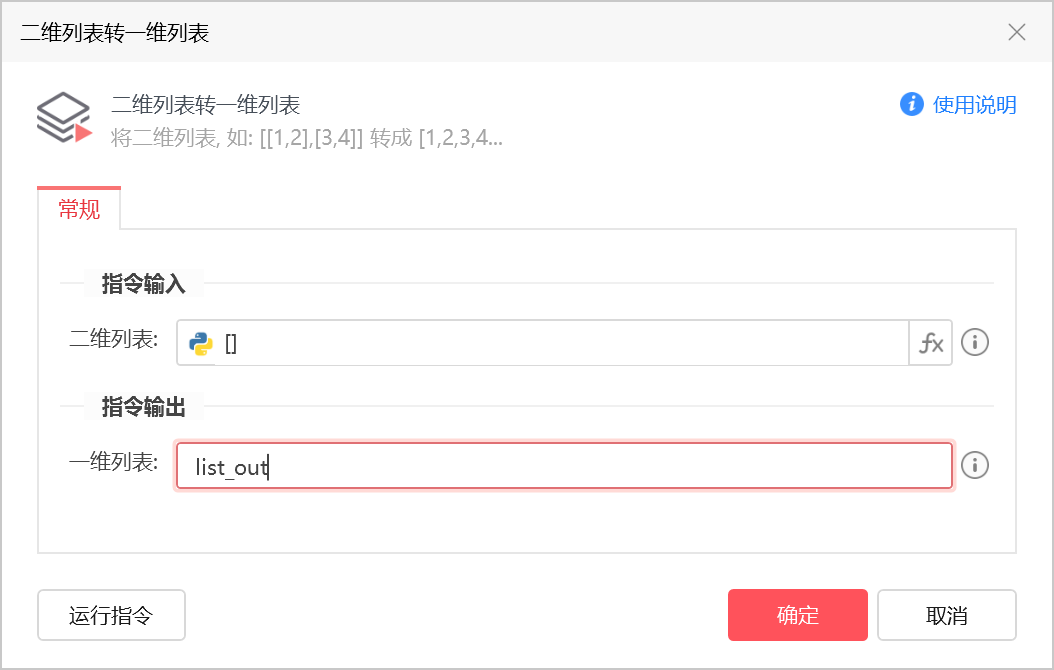 二维列表转一维列表
二维列表转一维列表
使用说明
将二维列表, 如: [[1,2],[3,4]] 转成 [1,2,3,4...
常规
指令输入
二维列表: [] fx
指令输出
一维列表: list_out
运行指令 确定 取消